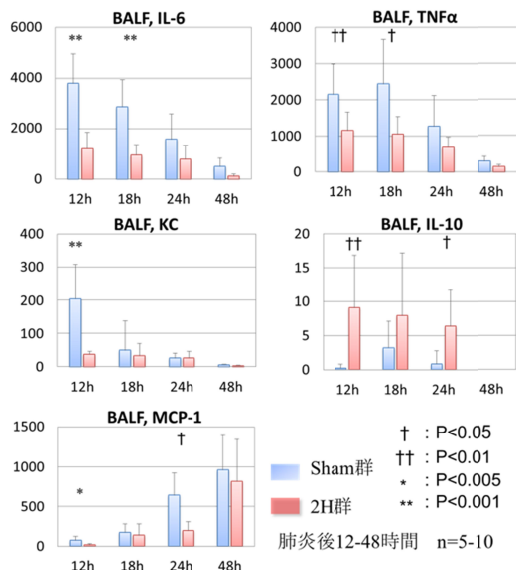 BALF, IL-6
6000
4000
2000
0
**
**
12h 18h 24h 48h
BALF, TNFα
4000
3000
2000
1000
0
††
†
12h 18h 24h 48h
BALF, KC
400
300
200
100
0
**
12h 18h 24h 48h
BALF, IL-10
20
15
10
5
0
††
†
12h 18h 24h 48h
BALF, MCP-1
1500
1000
500
0
*
†
12h 18h 24h 48h
† : P<0.05
†† : P<0.01
* : P<0.005
** : P<0.001
Sham群
2H群
肺炎後12-48時間 n=5-10